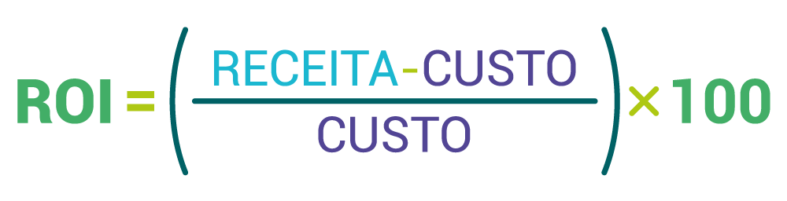 RECEITA-CUSTO
ROI = ( ) × 100
CUSTO